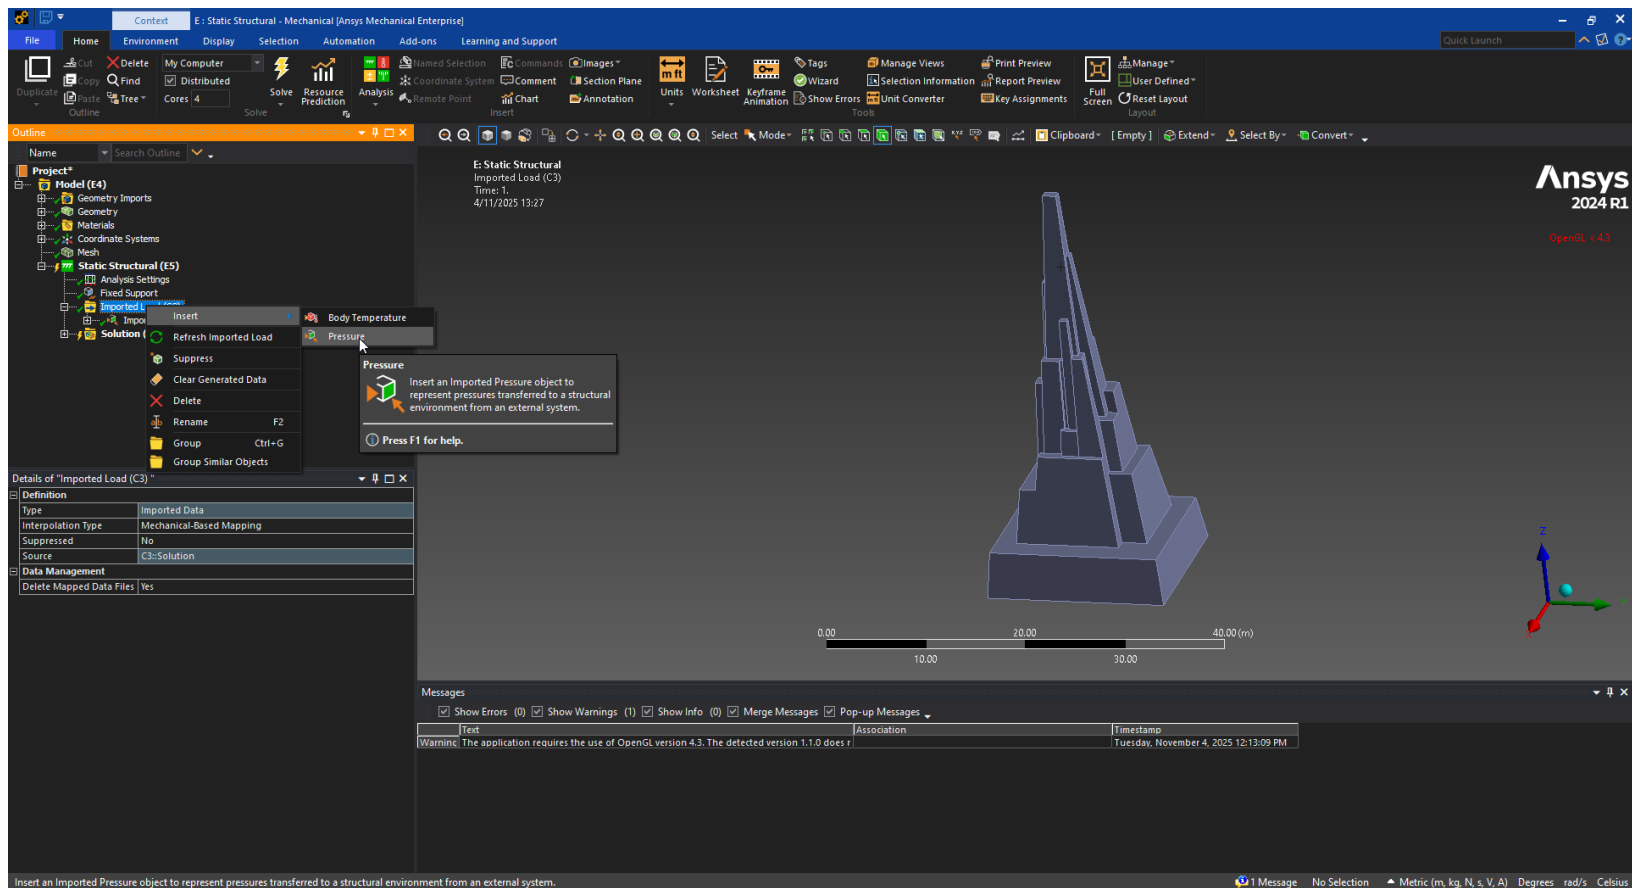 Context
E : Static Structural - Mechanical [Ansys Mechanical Enterprise]
File Home Environment Display Selection Automation Add-ons Learning and Support Quick Launch
Duplicate
Cut
Copy
Paste
Delete
Find
Tree
Outline
My Computer
Distributed
Cores 4
Solve
Resource Prediction
Solve
Analysis
Named Selection
Coordinate System
Remote Point
Commands
Comment
Chart
Images
Section Plane
Annotation
Insert
Units
Worksheet
Keyframe Animation
Tags
Wizard
Show Errors
Manage Views
Selection Information
Unit Converter
Print Preview
Report Preview
Key Assignments
Tools
Full Screen
Manage
User Defined
Reset Layout
Layout
Outline
Select Mode Clipboard [ Empty ] Extend Select By Convert
Name Search Outline
Project*
Model (E4)
Geometry Imports
Geometry
Materials
Coordinate Systems
Mesh
Static Structural (E5)
Analysis Settings
Fixed Support
Imported L
Impor
Solution (
Insert
Refresh Imported Load
Suppress
Clear Generated Data
Delete
Rename F2
Group Ctrl+G
Group Similar Objects
Body Temperature
Pressure
Pressure
Insert an Imported Pressure object to
represent pressures transferred to a structural
environment from an external system.
Press F1 for help.
E: Static Structural
Imported Load (C3)
Time: 1.
4/11/2025 13:27
Ansys
2024 R1
OpenGL < 4.3
Z
0.00 20.00 40.00 (m)
10.00 30.00
Details of "Imported Load (C3) "
Definition
Type Imported Data
Interpolation Type Mechanical-Based Mapping
Suppressed No
Source C3::Solution
Data Management
Delete Mapped Data Files Yes
Messages
Show Errors (0) Show Warnings (1) Show Info (0) Merge Messages Pop-up Messages
Text Association Timestamp
Warninc The application requires the use of OpenGL version 4.3. The detected version 1.1.0 does r Tuesday, November 4, 2025 12:13:09 PM
Insert an Imported Pressure object to represent pressures transferred to a structural environment from an external system.
1 Message No Selection Metric (m, kg, N, s, V, A) Degrees rad/s Celsius